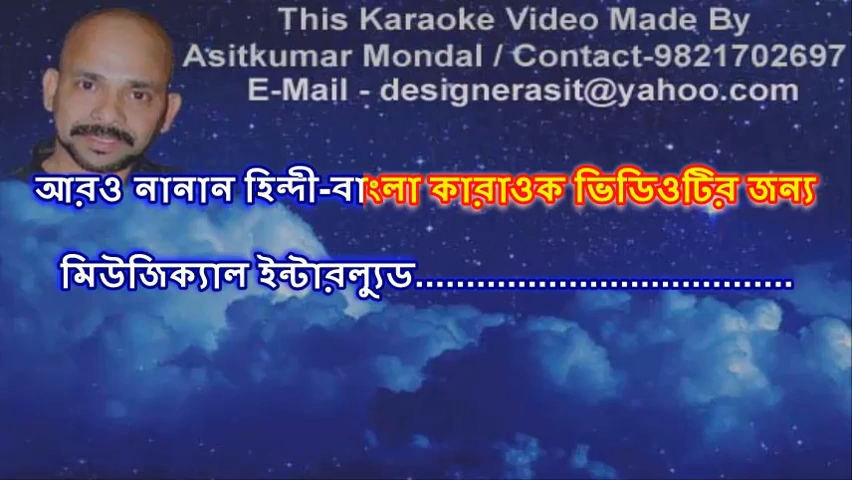 This Karaoke Video Made By
Asitkumar Mondal / Contact-9821702697
E-Mail - designerasit@yahoo.com
আরও নানান হিন্দী-বাংলা কারাওক ভিডিওটির জন্য
মিউজিক্যাল ইন্টারল্যুড.....................................